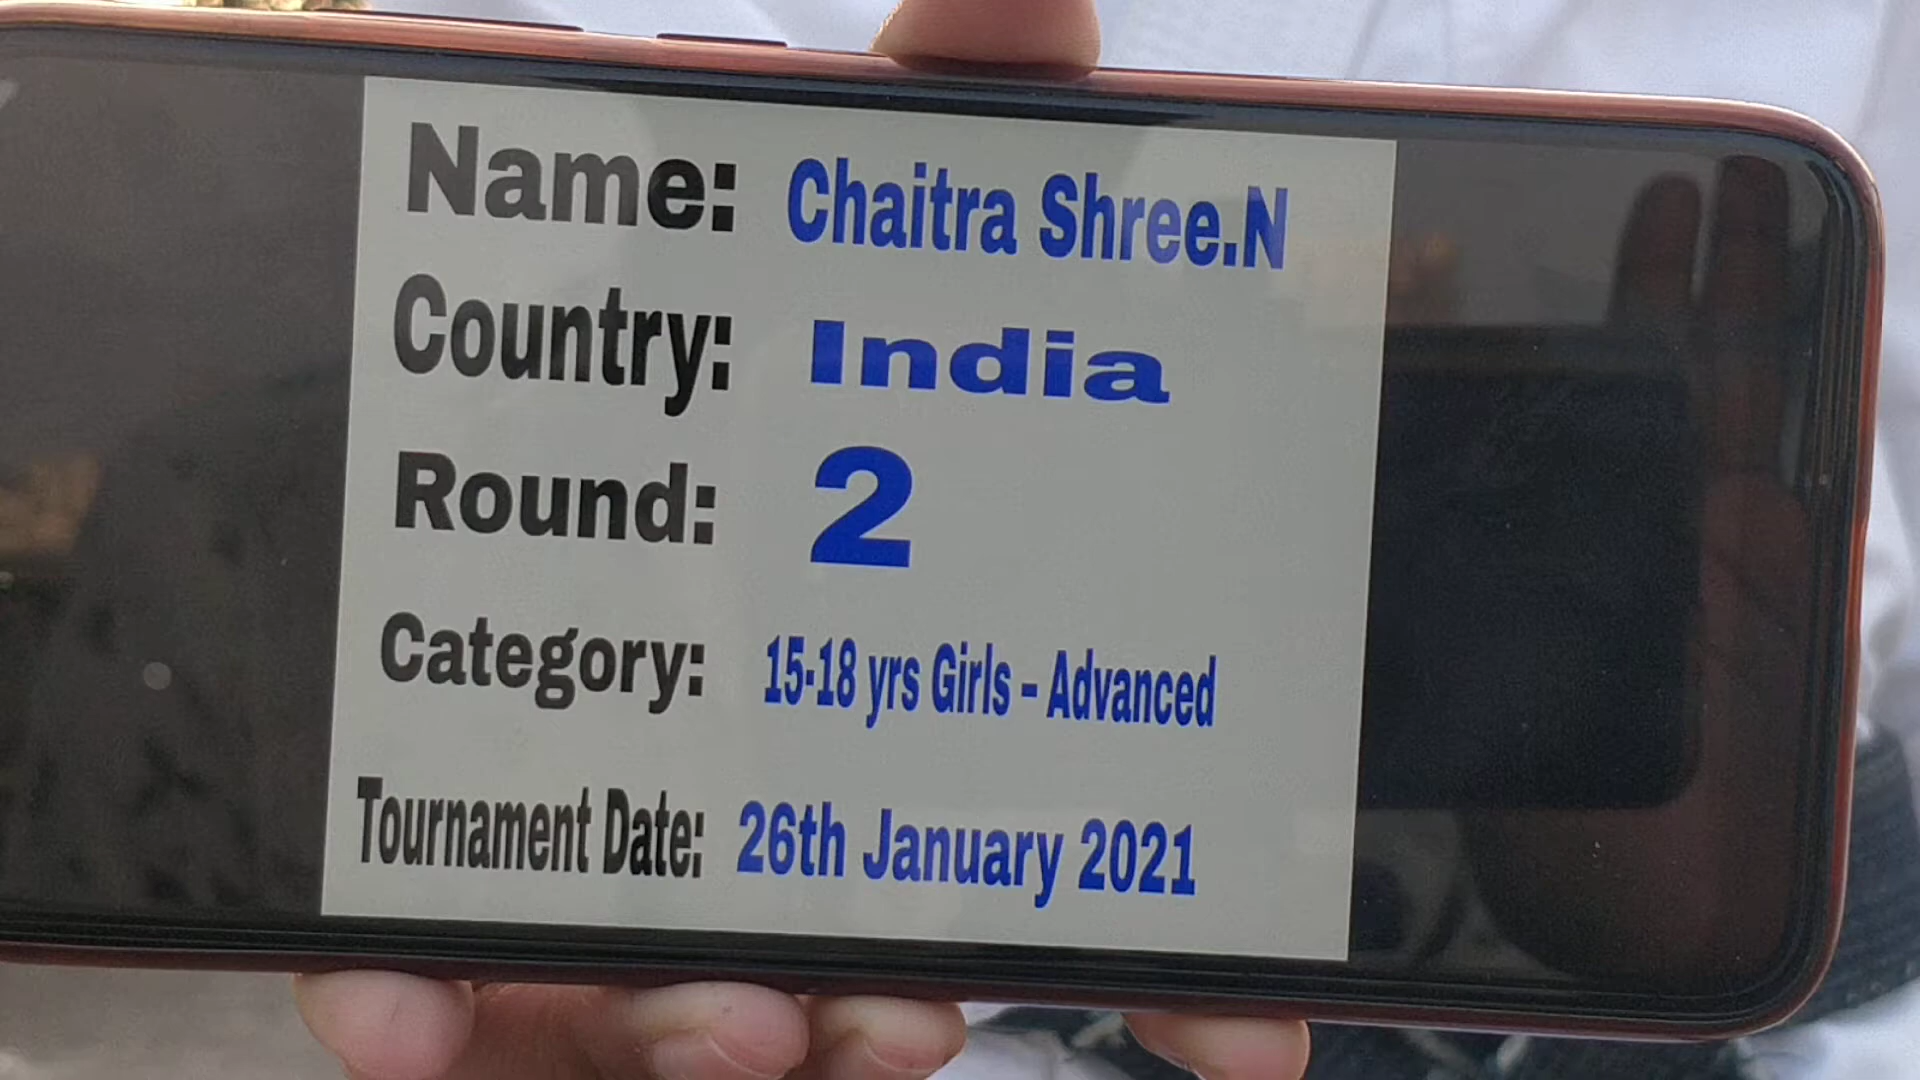 Name: Chaitra Shree.N
Country: India
Round: 2
Category: 15-18 yrs Girls - Advanced
Tournament Date: 26th January 2021